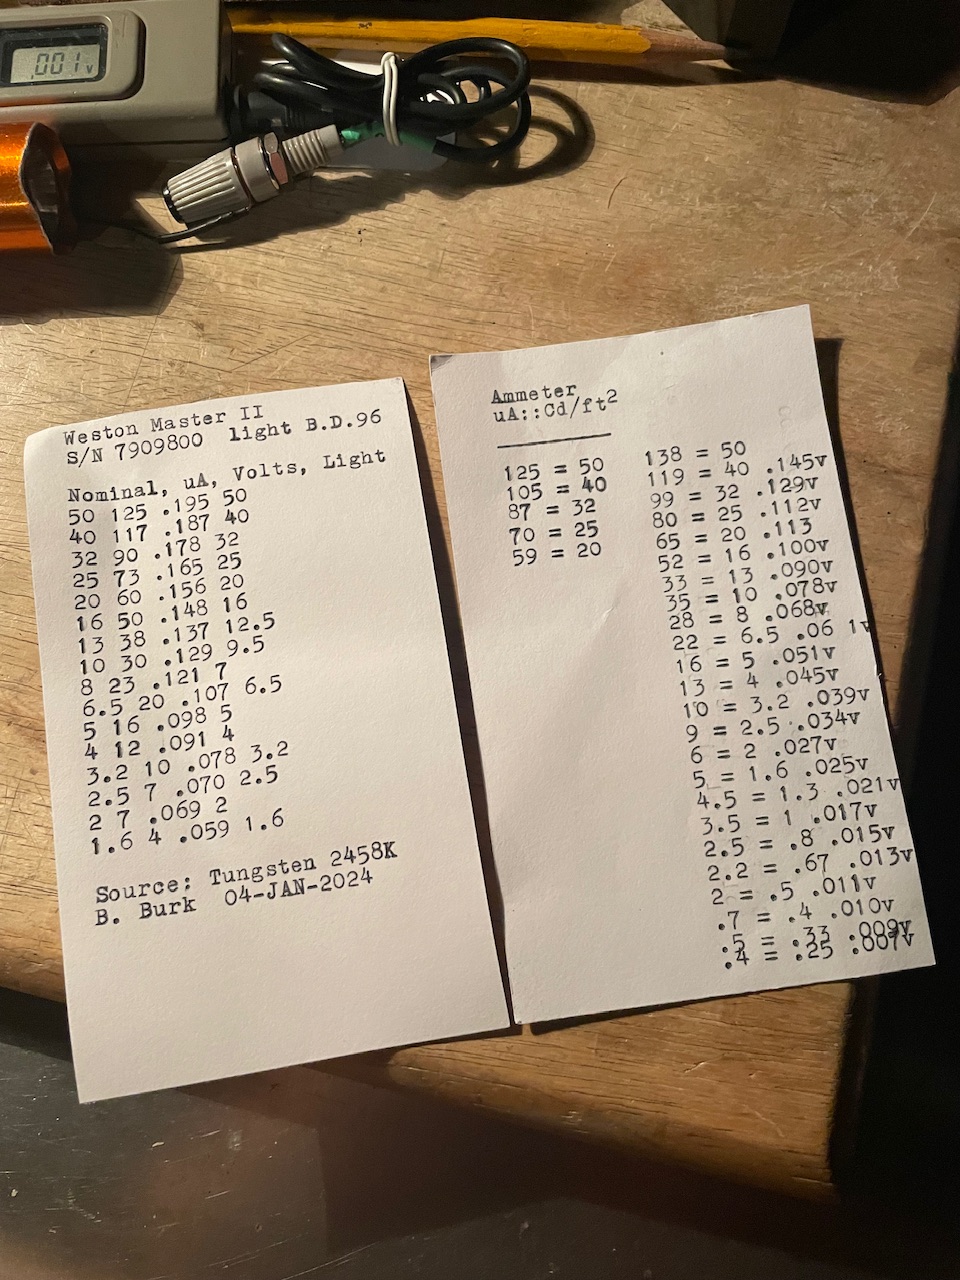 .001v
Weston Master II
S/N 7909800 light B.D.96
Nominal, uA, Volts, Light
50 125 .195 50
40 117 .187 40
32 90 .178 32
25 73 .165 25
20 60 .156 20
16 50 .148 16
13 38 .137 12.5
10 30 .129 9.5
8 23 .121 7
6.5 20 .107 6.5
5 16 .098 5
4 12 .091 4
3.2 10 .078 3.2
2.5 7 .070 2.5
2 7 .069 2
1.6 4 .059 1.6
Source: Tungsten 2458K
B. Burk 04-JAN-2024
Ammeter
uA::Cd/ft2
125 = 50
105 = 40
87 = 32
70 = 25
59 = 20
138 = 50
119 = 40 .145v
99 = 32 .129v
80 = 25 .112v
65 = 20 .113
52 = 16 .100v
33 = 13 .090v
35 = 10 .078v
28 = 8 .068v
22 = 6.5 .06 1v
16 = 5 .051v
13 = 4 .045v
10 = 3.2 .039v
9 = 2.5 .034v
6 = 2 .027v
5 = 1.6 .025v
4.5 = 1.3 .021v
3.5 = 1 .017v
2.5 = .8 .015v
2.2 = .67 .013v
2 = .5 .011v
.7 = .4 .010v
.5 = .33 .009v
.4 = .25 .007v